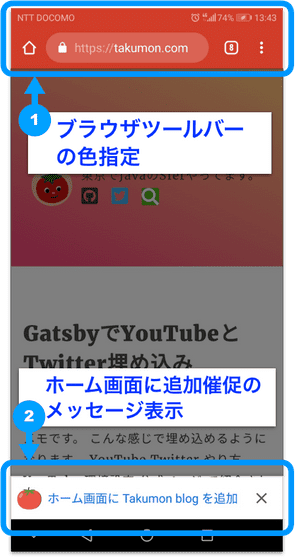 NTT DOCOMO 74% 13:43
https://takumon.com 8
1
ブラウザツールバー
の色指定
東京でJavaのSIerやってます。
GatsbyでYouTubeと
Twitter埋め込み
ホーム画面に追加催促の
メッセージ表示
2
モです。 こんな感じで埋め込めるように
ホーム画面に Takumon blog を追加